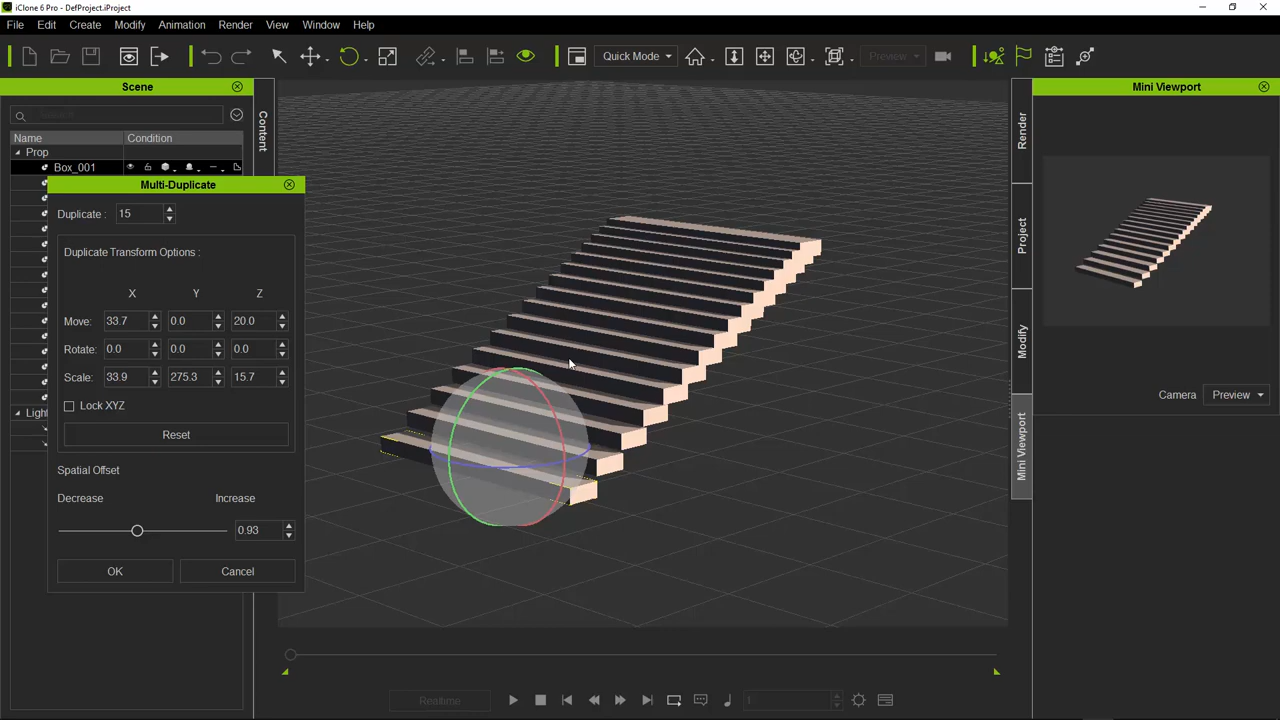 iClone 6 Pro - DefProject.iProject
File Edit Create Modify Animation Render View Window Help
Quick Mode
Preview
Scene
Mini Viewport
Name Condition
Prop
Box_001
Content
Multi-Duplicate
Duplicate : 15
Duplicate Transform Options :
X Y Z
Move: 33.7 0.0 20.0
Rotate: 0.0 0.0 0.0
Scale: 33.9 275.3 15.7
Lock XYZ
Reset
Spatial Offset
Decrease Increase
0.93
OK Cancel
Light
Render
Project
Modify
Mini Viewport
Camera Preview
Realtime